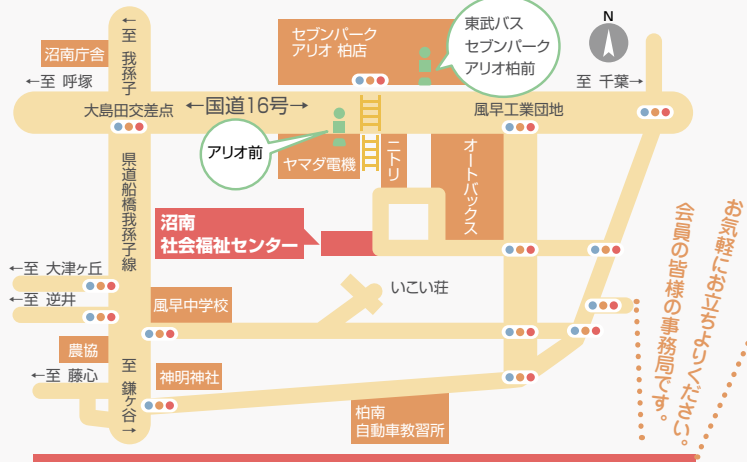 ←至 我孫子
沼南庁舎
←至 呼塚
セブンパーク
アリオ 柏店
東武バス
セブンパーク
アリオ柏前
N
至 千葉→
大島田交差点
←国道16号→
風早工業団地
アリオ前
ヤマダ電機
ニトリ
オートバックス
県道船橋我孫子線
沼南
社会福祉センター
←至 大津ヶ丘
←至 逆井
風早中学校
いこい荘
農協
←至 藤心
至 鎌ヶ谷→
神明神社
柏南
自動車教習所
お気軽にお立ちよりください。
会員の皆様の事務局です。